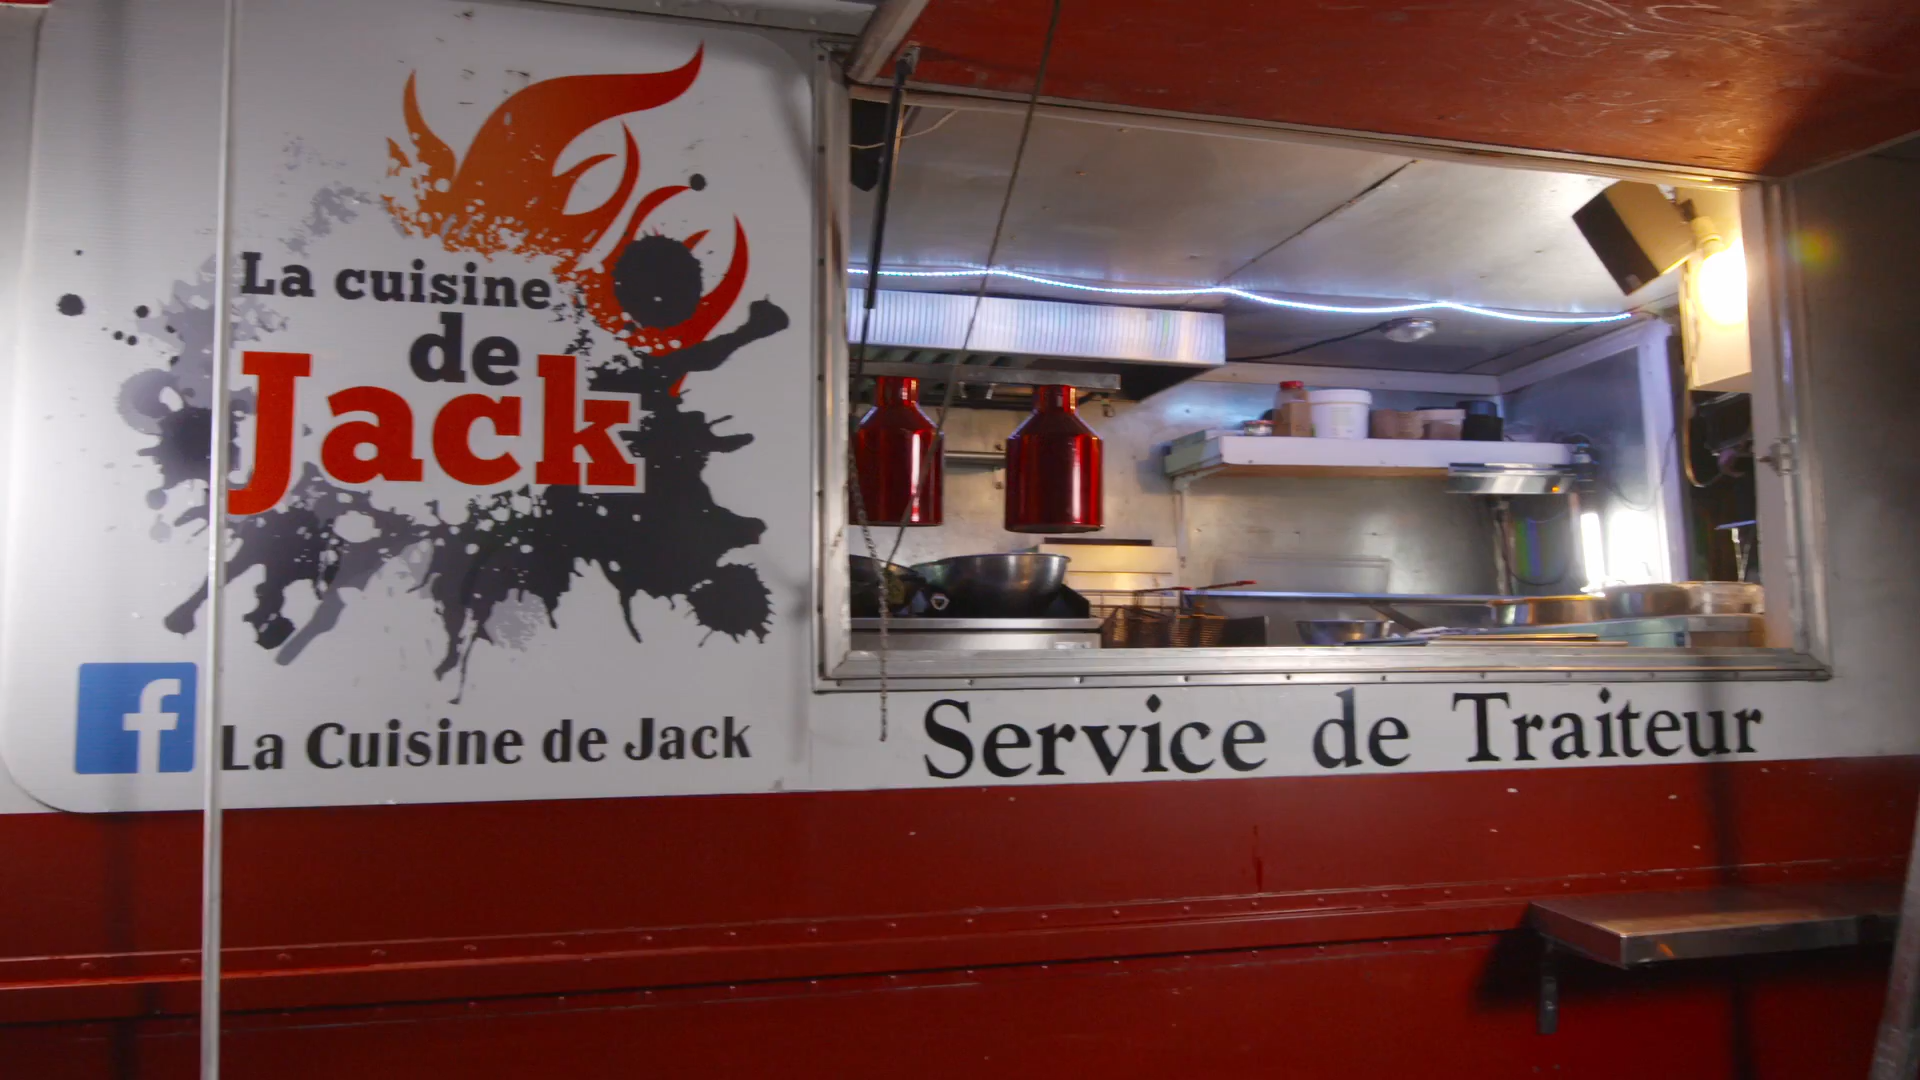 La cuisine
de
Jack
f
La Cuisine de Jack
Service de Traiteur